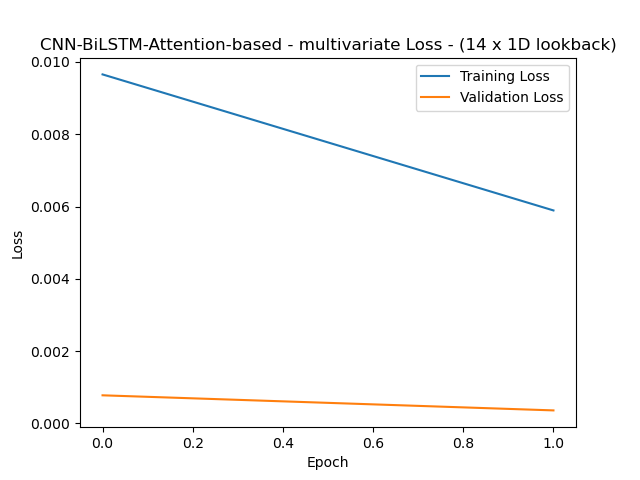 CNN-BiLSTM-Attention-based - multivariate Loss - (14 x 1D lookback)
Training Loss
Validation Loss
0.010
0.008
0.006
0.004
0.002
0.000
Loss
0.0 0.2 0.4 0.6 0.8 1.0
Epoch